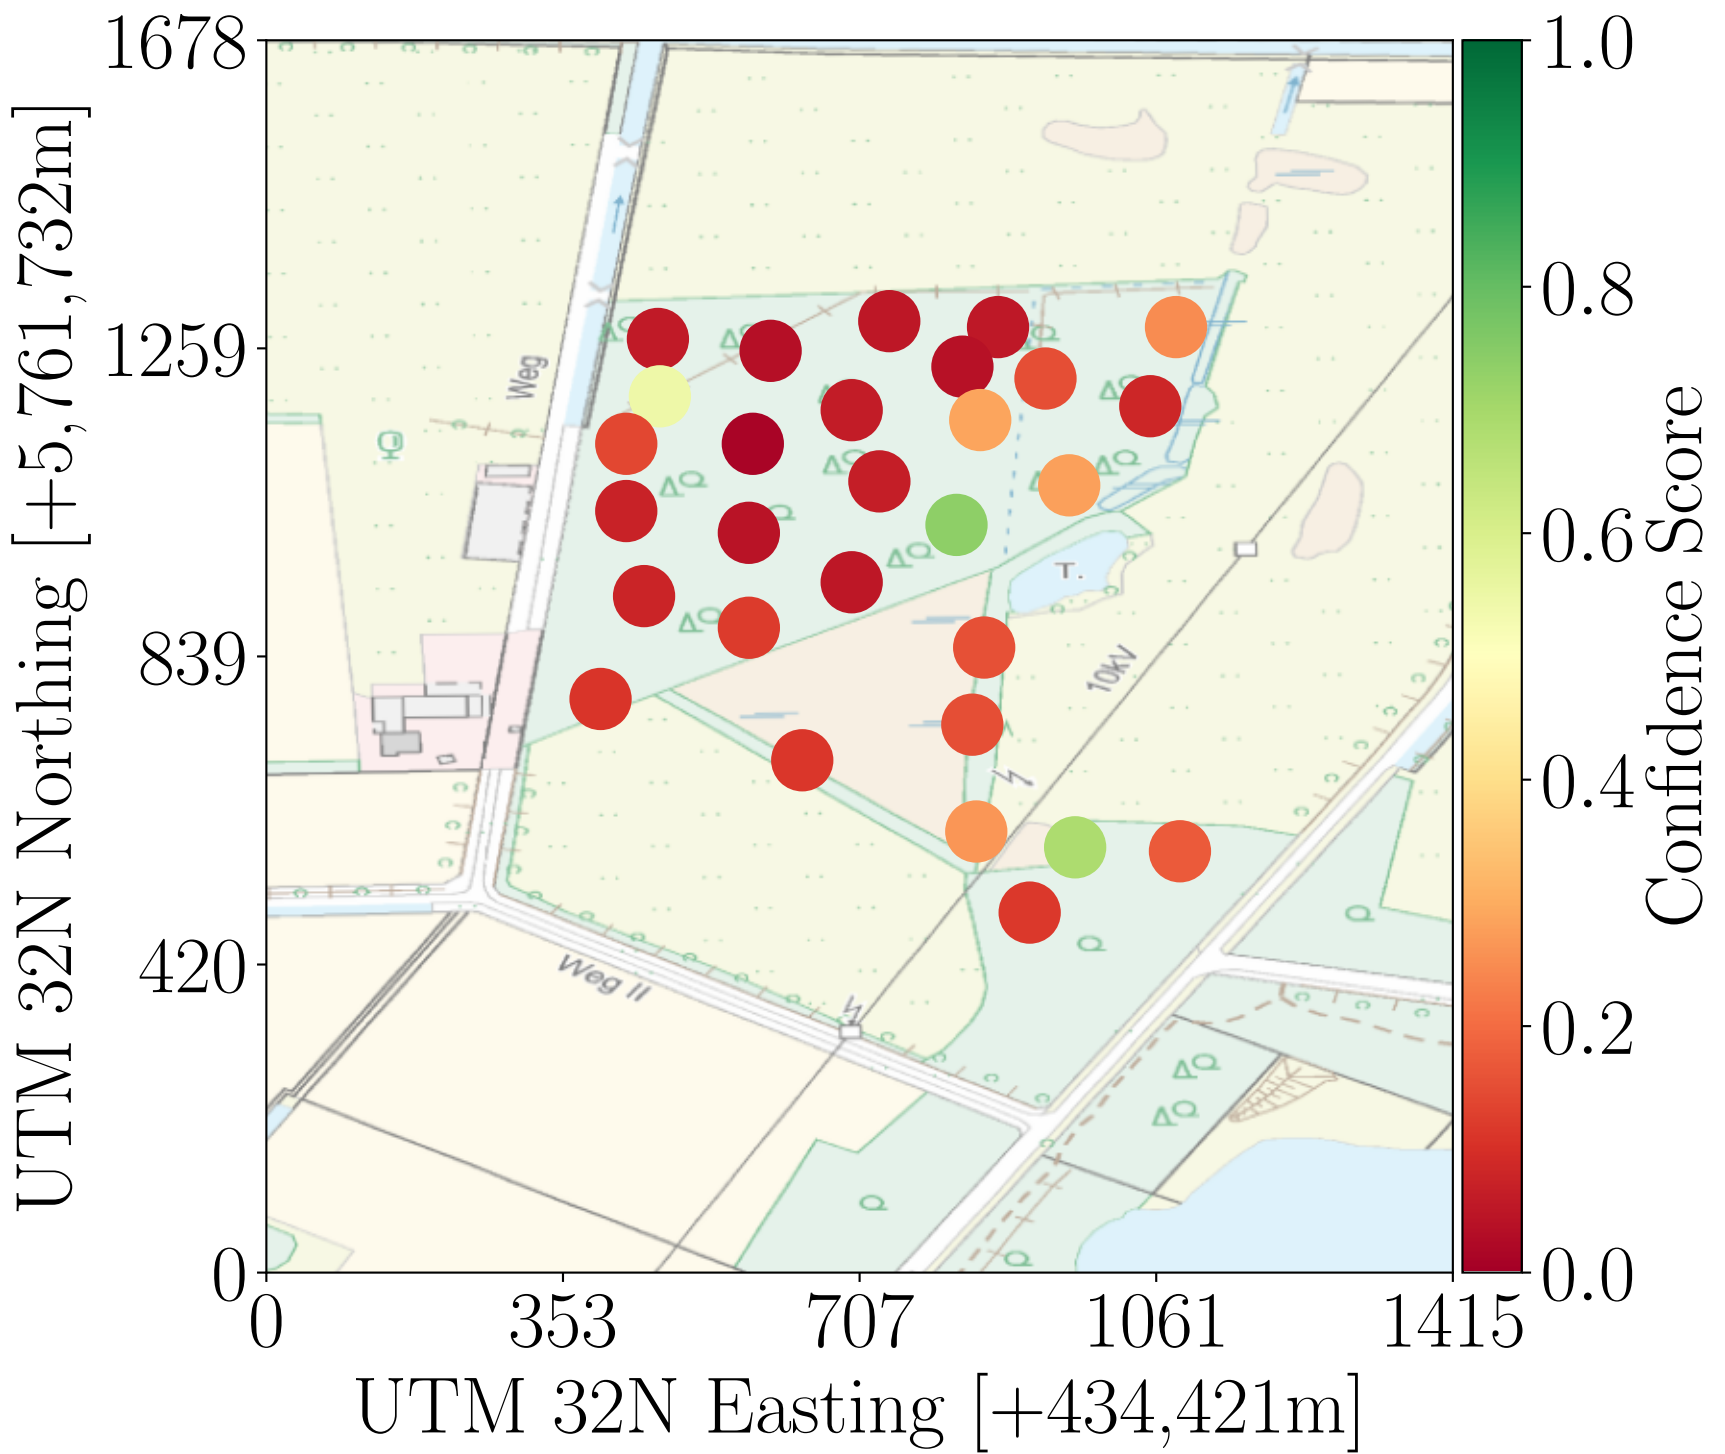 1678
1259
839
420
0
0
353
707
1061
1415
UTM 32N Northing [+5,761,732m]
UTM 32N Easting [+434,421m]
Weg
T.
10kV
Weg II
1.0
0.8
0.6
0.4
0.2
0.0
Confidence Score